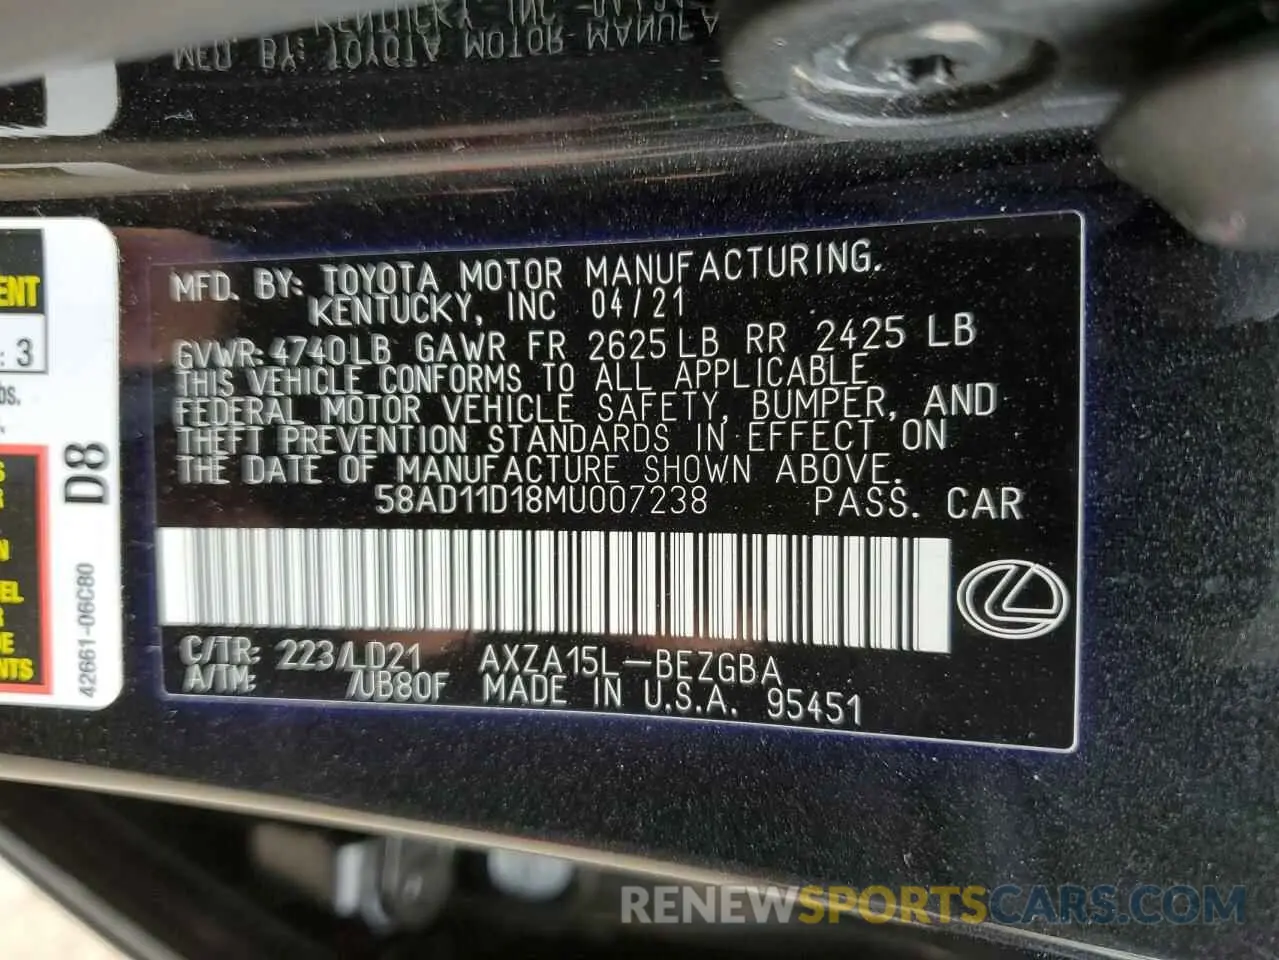 MFD. BY: TOYOTA MOTOR MANUFACTURING.
KENTUCKY, INC 04/21
GVWR: 4740LB GAWR FR 2625 LB RR 2425 LB
THIS VEHICLE CONFORMS TO ALL APPLICABLE
FEDERAL MOTOR VEHICLE SAFETY, BUMPER, AND
THEFT PREVENTION STANDARDS IN EFFECT ON
THE DATE OF MANUFACTURE SHOWN ABOVE.
58AD11D18MU007238 PASS. CAR
C/TR: 223/LD21 AXZA15L-BEZGBA
A/TM: /UB80F MADE IN U.S.A. 95451
ENT
: 3
D8
42661-06C80
RENEWSPORTSCARS.COM